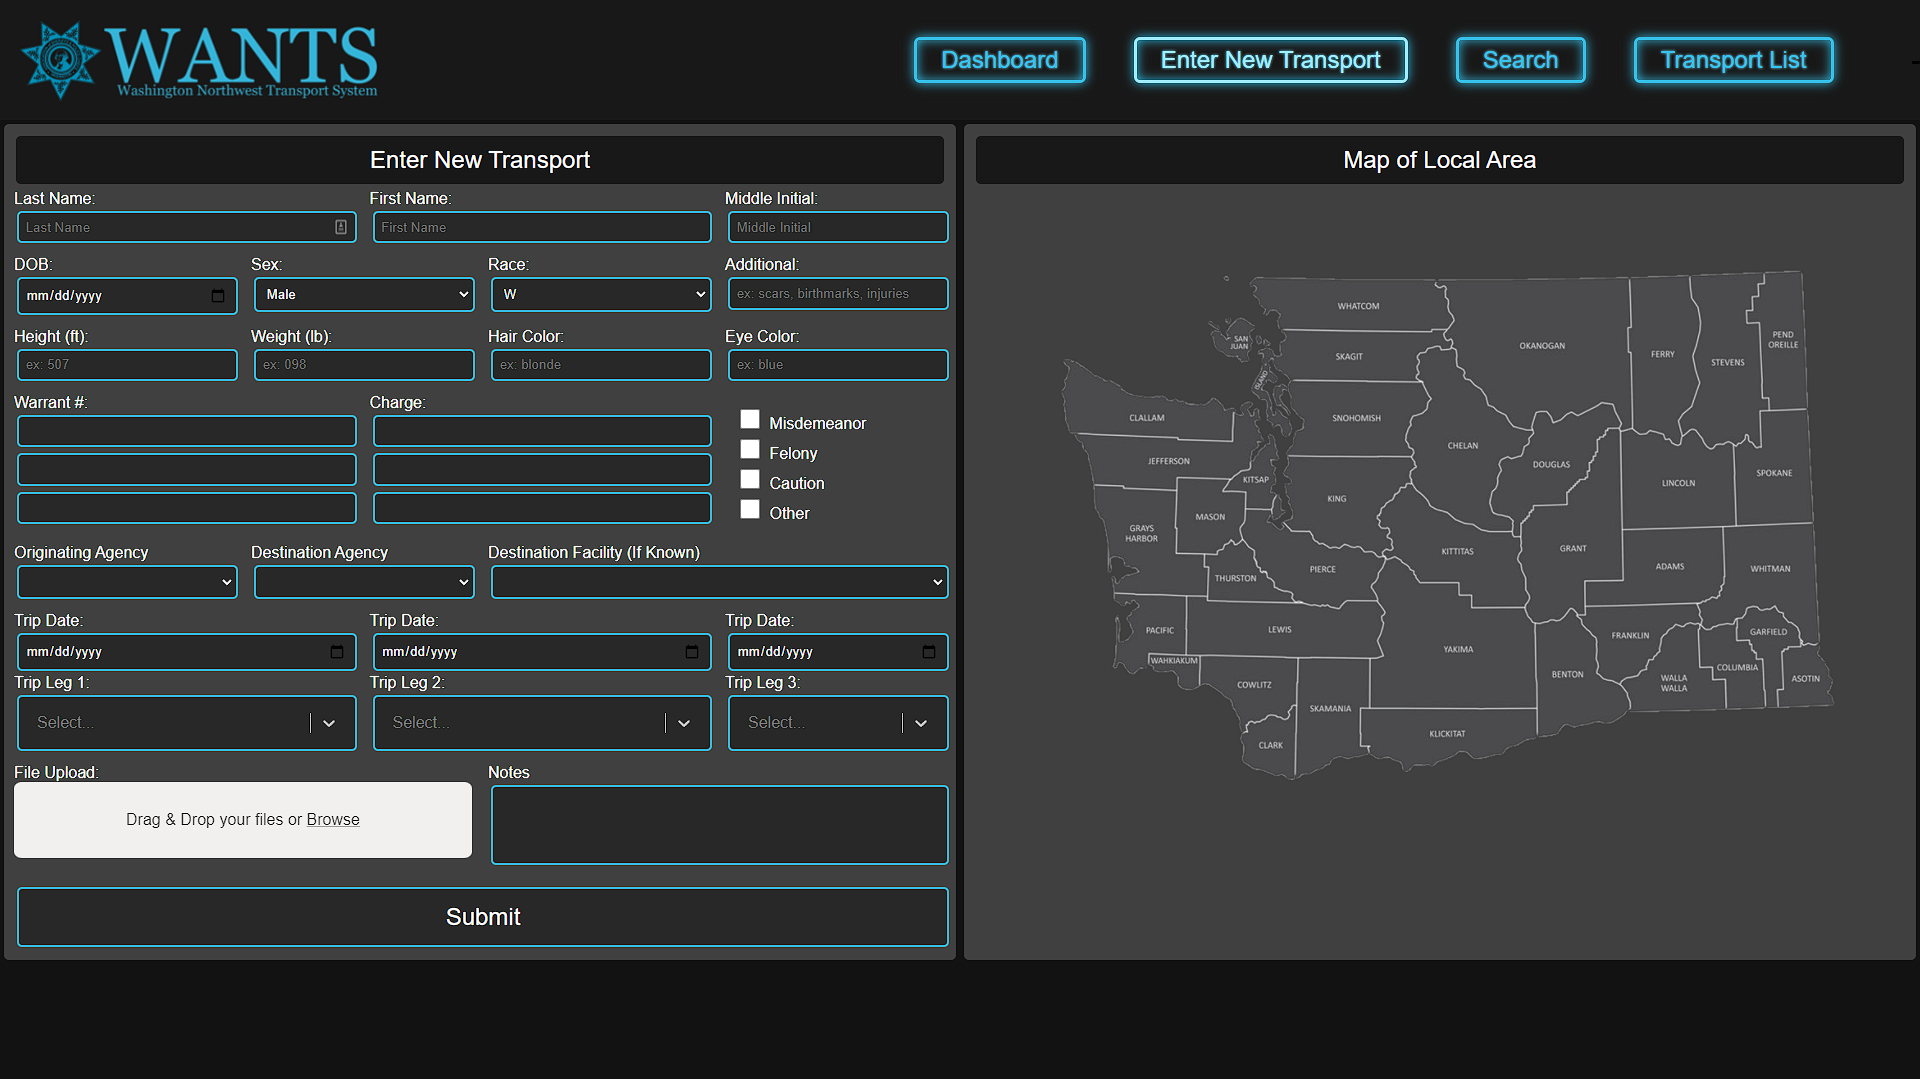 WANTS
Washington Northwest Transport System
Dashboard
Enter New Transport
Search
Transport List
Enter New Transport
Last Name:
First Name:
Middle Initial:
Last Name
First Name
Middle Initial
DOB:
Sex:
Race:
Additional:
mm/dd/yyyy
Male
W
ex: scars, birthmarks, injuries
Height (ft):
Weight (lb):
Hair Color:
Eye Color:
ex: 507
ex: 098
ex: blonde
ex: blue
Warrant #:
Charge:
Misdemeanor
Felony
Caution
Other
Originating Agency
Destination Agency
Destination Facility (If Known)
Trip Date:
Trip Date:
Trip Date:
mm/dd/yyyy
mm/dd/yyyy
mm/dd/yyyy
Trip Leg 1:
Trip Leg 2:
Trip Leg 3:
Select...
Select...
Select...
File Upload:
Notes
Drag & Drop your files or Browse
Submit
Map of Local Area
WHATCOM
SAN
JUAN
SKAGIT
ISLAND
OKANOGAN
FERRY
STEVENS
PEND
OREILLE
CLALLAM
SNOHOMISH
CHELAN
DOUGLAS
JEFFERSON
KITSAP
KING
LINCOLN
SPOKANE
MASON
GRAYS
HARBOR
KITTITAS
GRANT
ADAMS
WHITMAN
THURSTON
PIERCE
PACIFIC
LEWIS
YAKIMA
FRANKLIN
GARFIELD
WAHKIAKUM
COWLITZ
SKAMANIA
BENTON
WALLA
WALLA
COLUMBIA
ASOTIN
CLARK
KLICKITAT